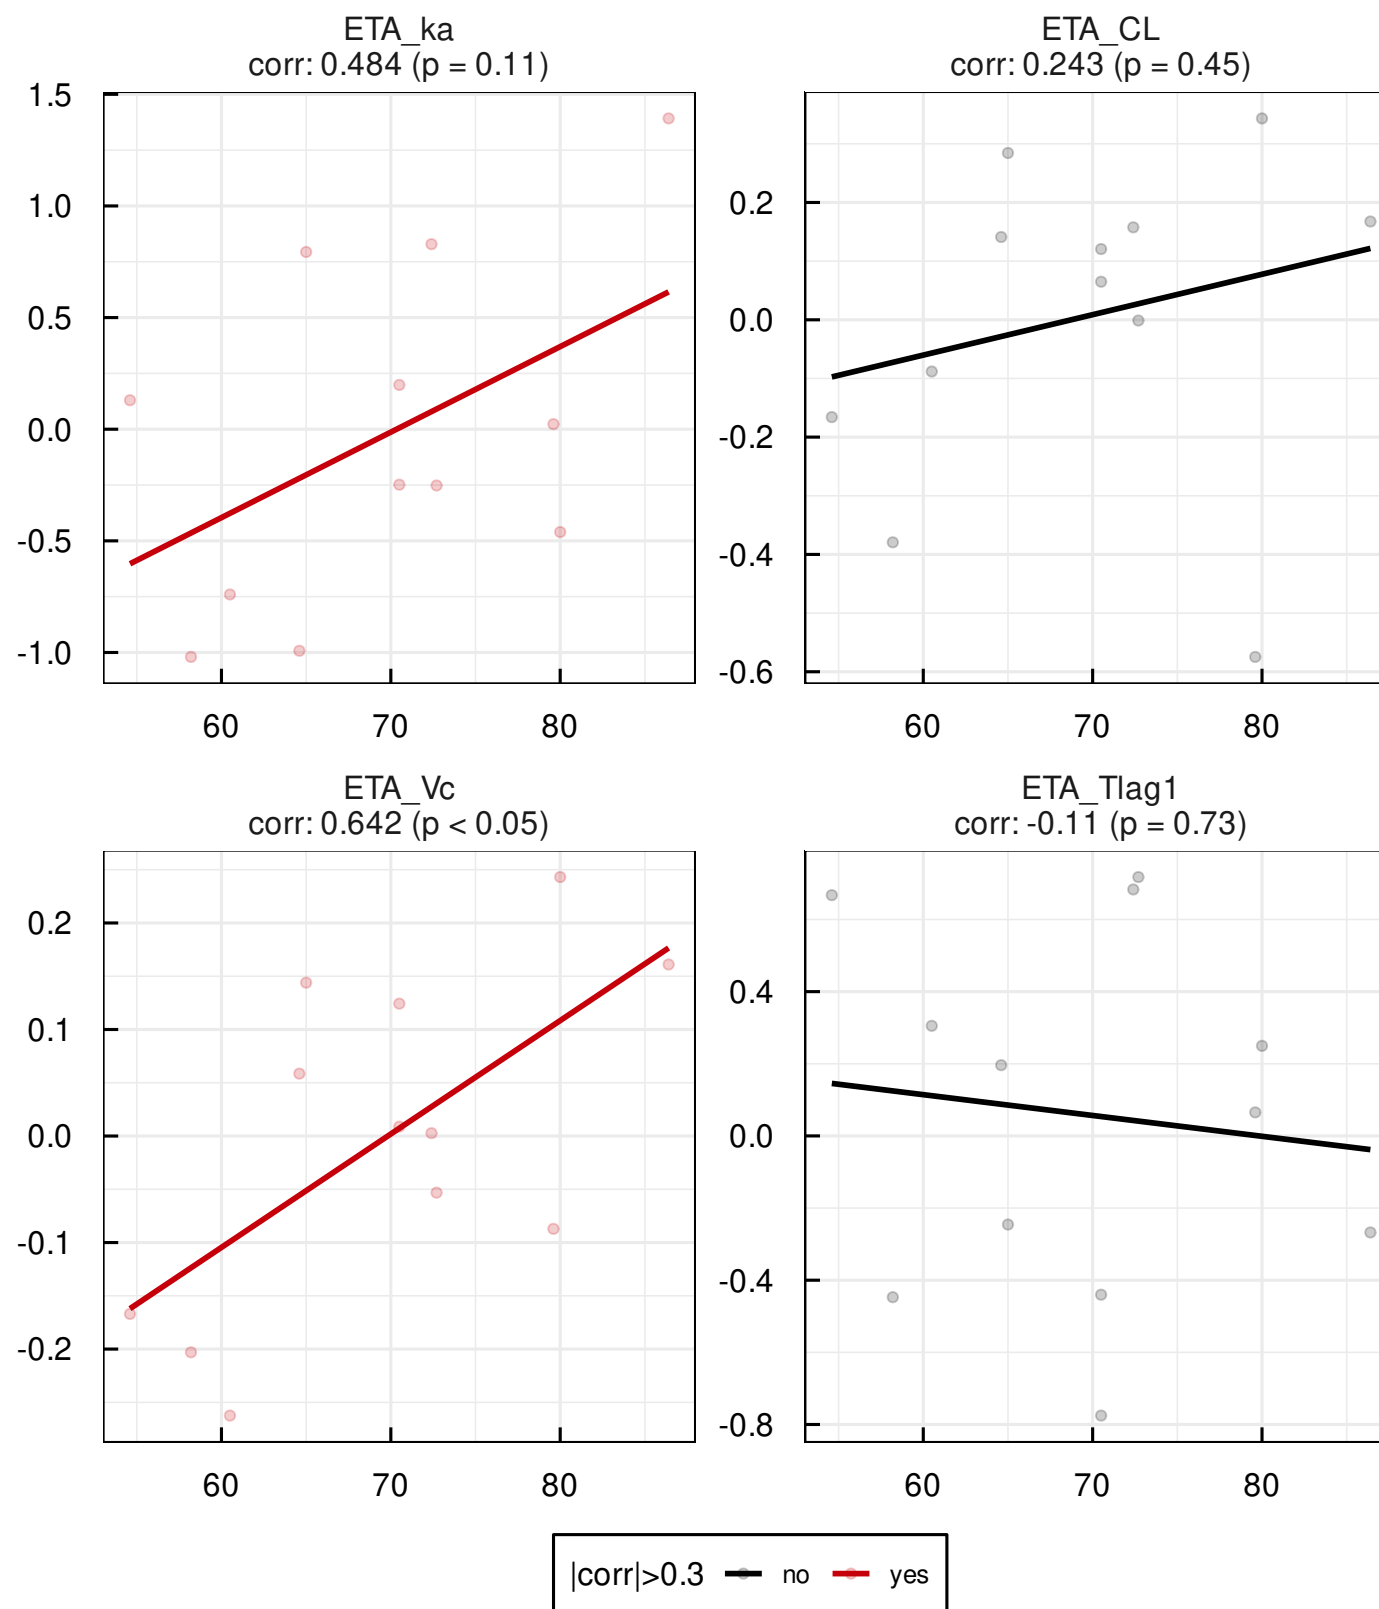 ETA_ka
corr: 0.484 (p = 0.11)
1.5
1.0
0.5
0.0
-0.5
-1.0
60 70 80
ETA_CL
corr: 0.243 (p = 0.45)
0.2
0.0
-0.2
-0.4
-0.6
60 70 80
ETA_Vc
corr: 0.642 (p < 0.05)
0.2
0.1
0.0
-0.1
-0.2
60 70 80
ETA_Tlag1
corr: -0.11 (p = 0.73)
0.4
0.0
-0.4
-0.8
60 70 80
|corr|>0.3 no yes